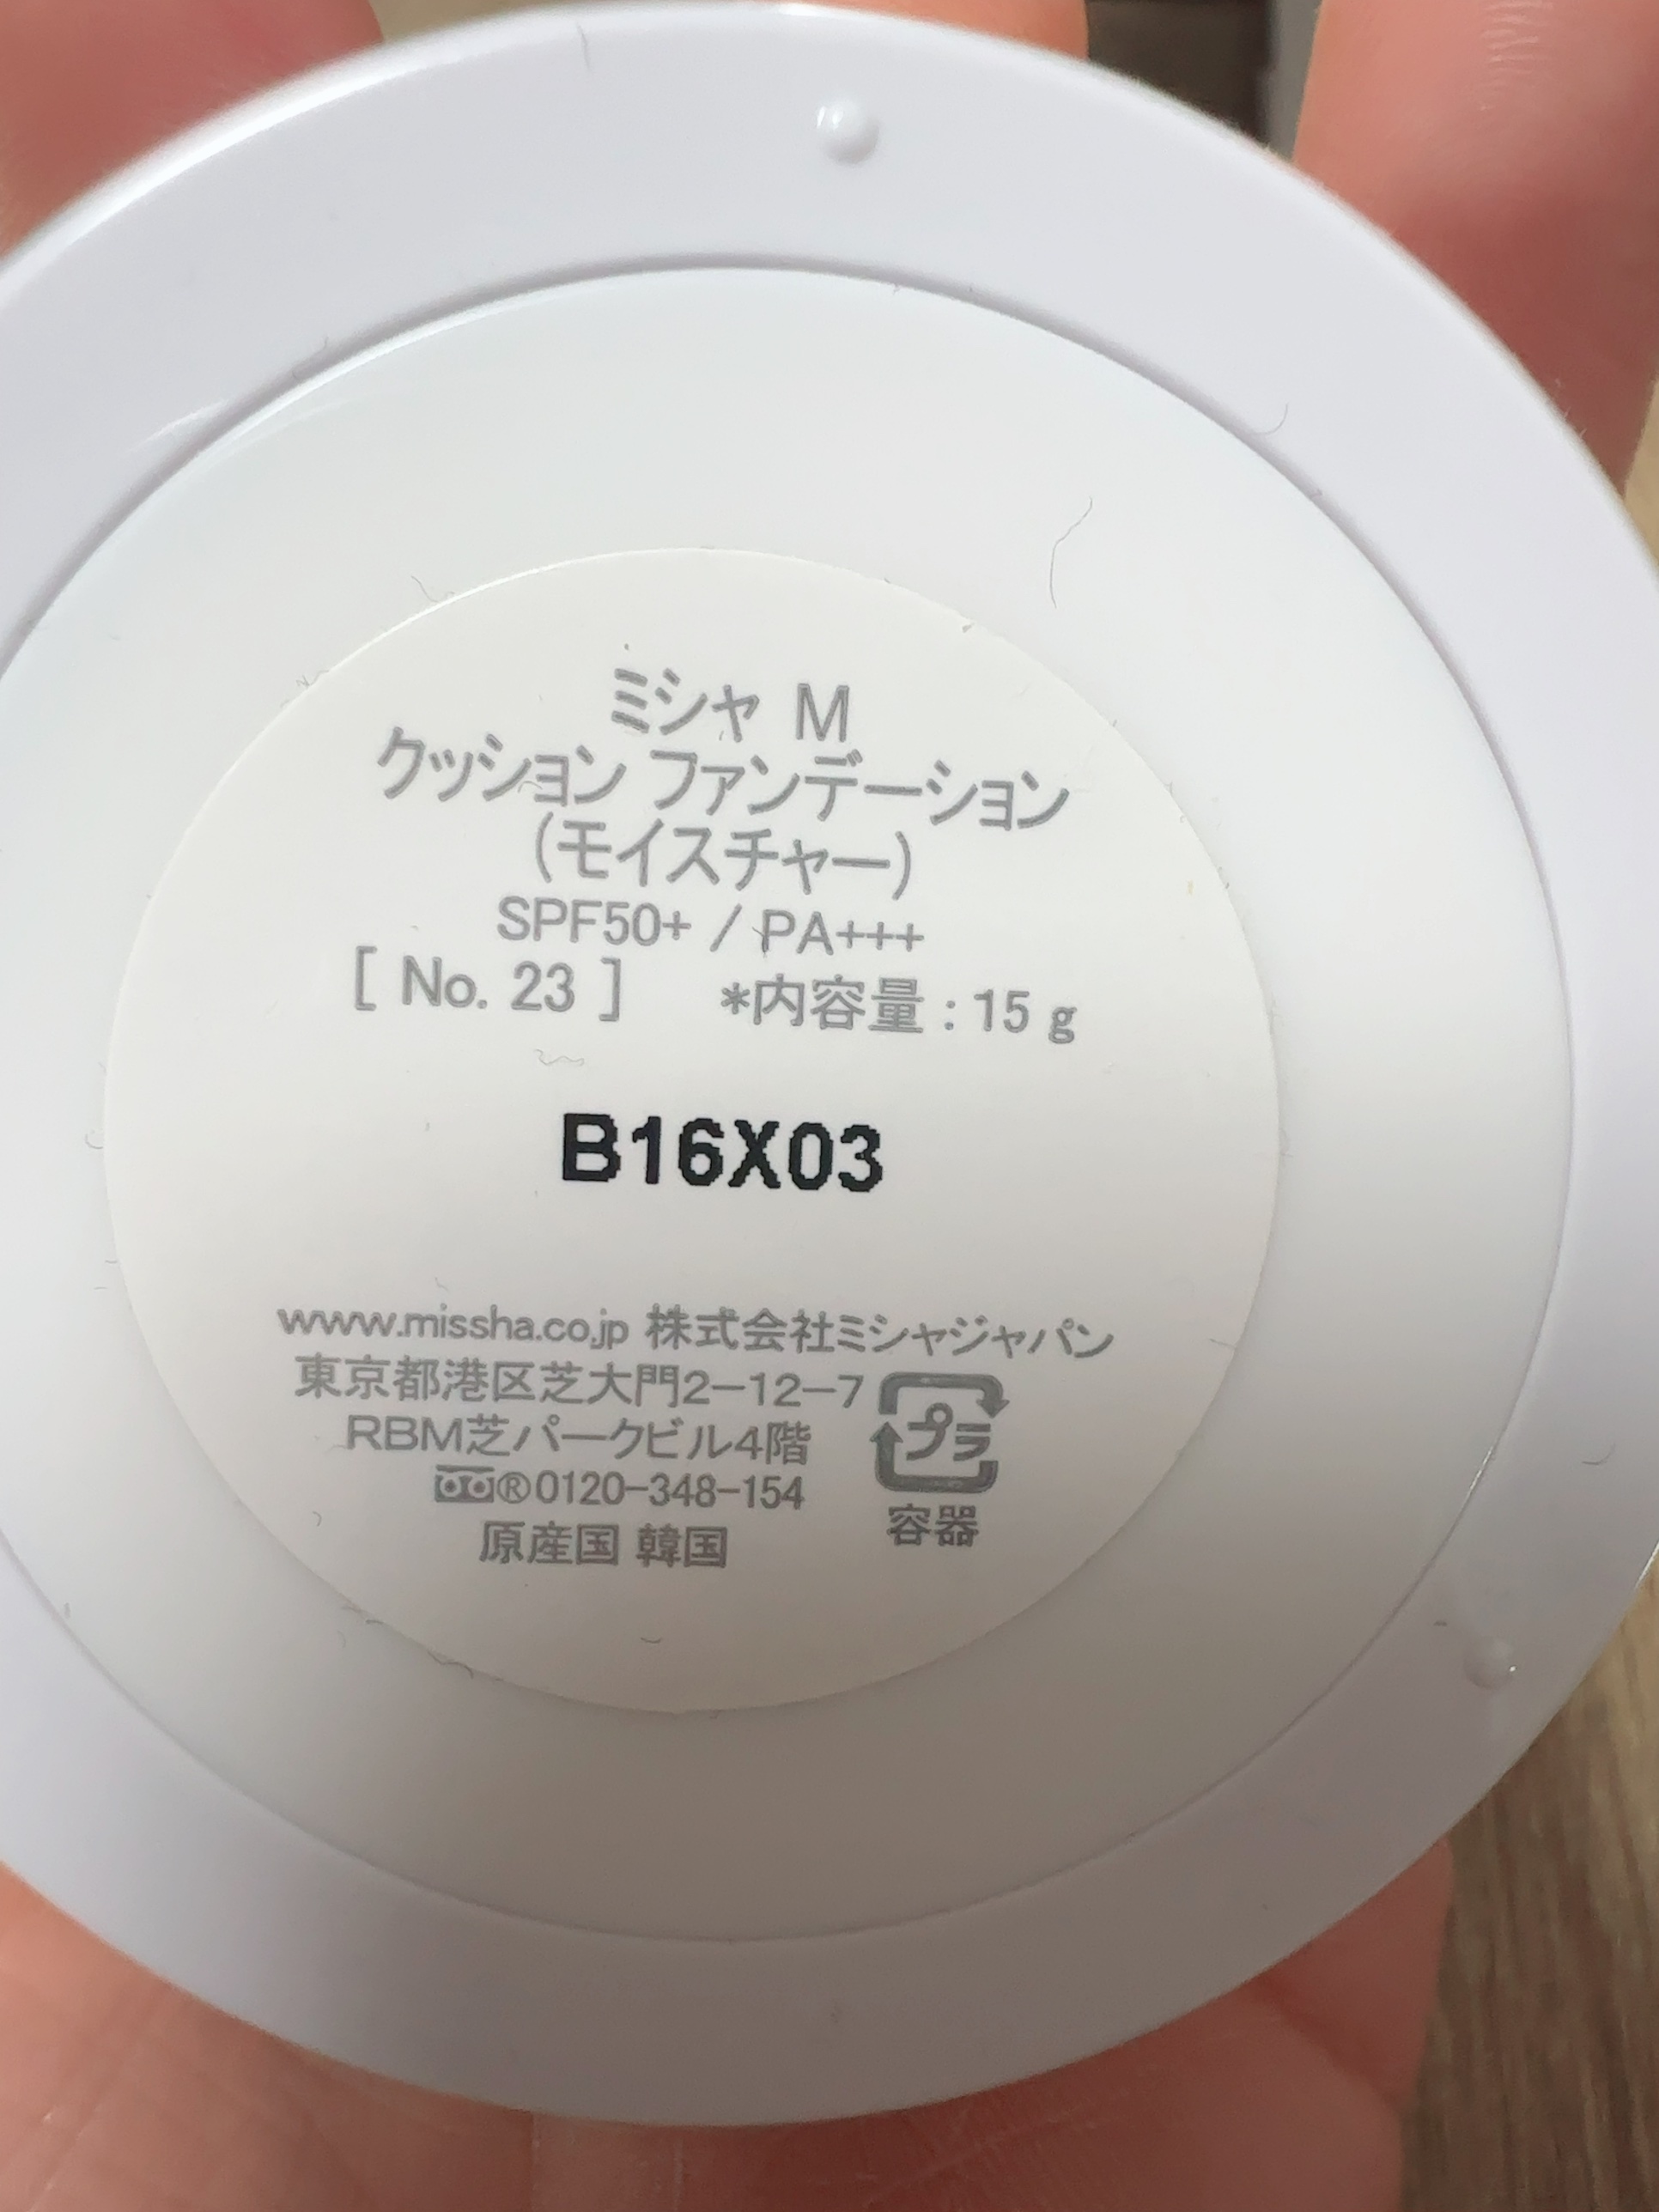 ミシャ M
クッション ファンデーション
(モイスチャー)
SPF50+ / PA+++
[ No. 23 ] *内容量 : 15 g
B16X03
www.missha.co.jp 株式会社ミシャジャパン
東京都港区芝大門2−12−7
RBM芝パークビル4階
®0120−348−154
原産国 韓国
プラ
容器